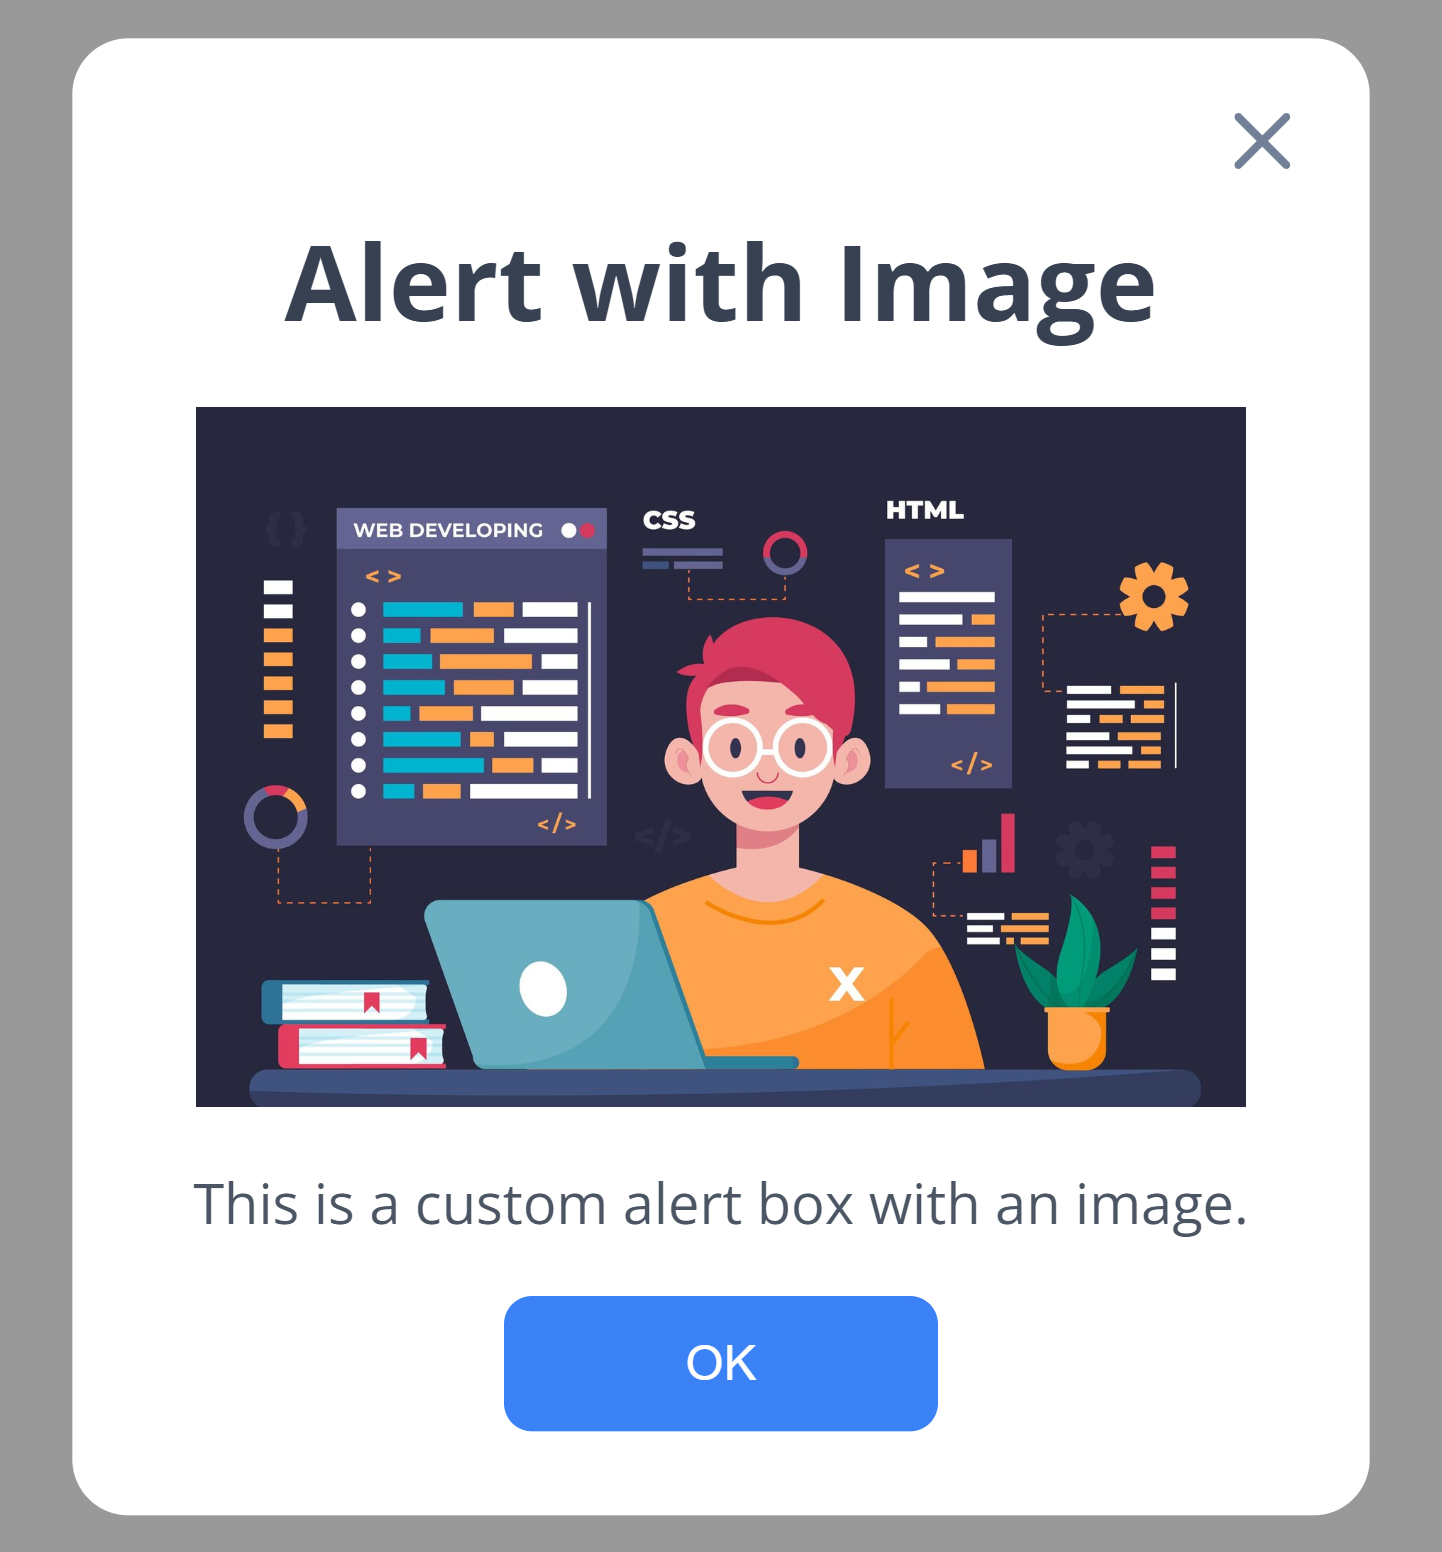 Alert with Image
WEB DEVELOPING
CSS
HTML
{ }
< >
< >
</>
</>
</>
X
This is a custom alert box with an image.
OK